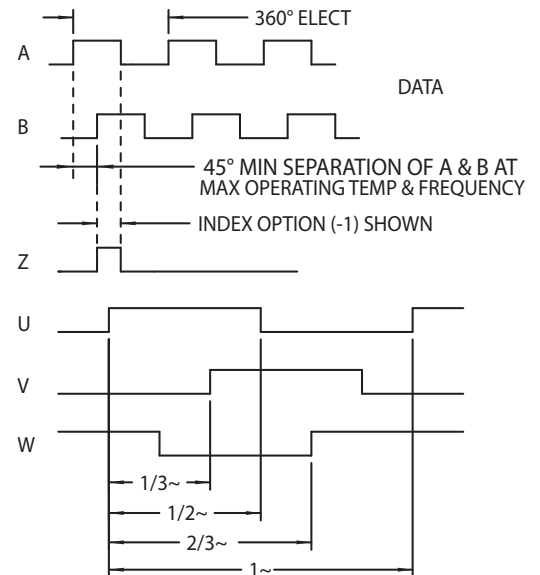 360° ELECT
A
DATA
B
45° MIN SEPARATION OF A & B AT
MAX OPERATING TEMP & FREQUENCY
INDEX OPTION (-1) SHOWN
Z
U
V
W
1/3~
1/2~
2/3~
1~